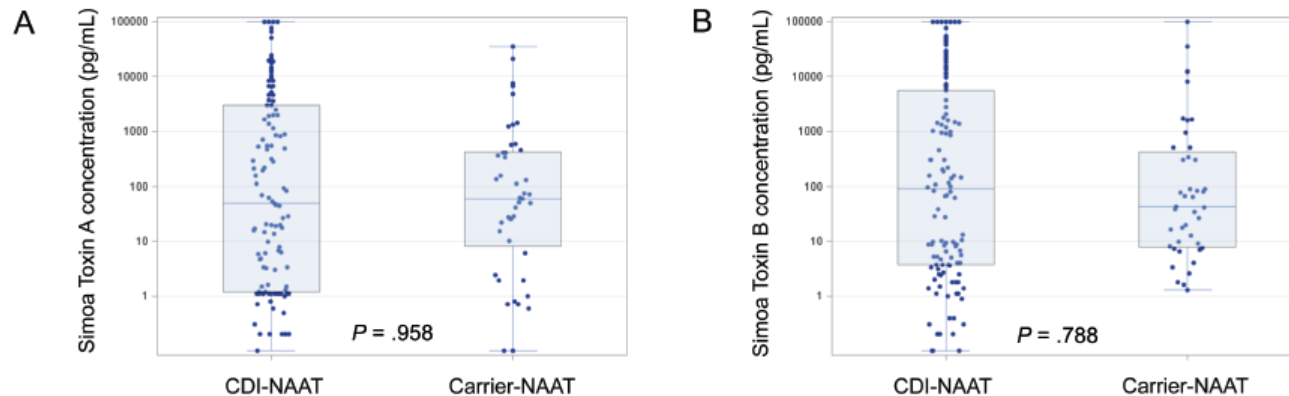 A
Simoa Toxin A concentration (pg/mL)
100000
10000
1000
100
10
1
P = .958
CDI-NAAT
Carrier-NAAT
B
Simoa Toxin B concentration (pg/mL)
100000
10000
1000
100
10
1
P = .788
CDI-NAAT
Carrier-NAAT